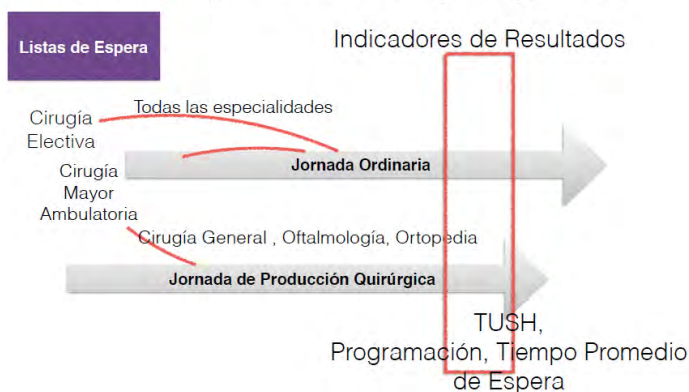 Listas de Espera
Indicadores de Resultados
Todas las especialidades
Cirugía
Electiva
Jornada Ordinaria
Cirugía
Mayor
Ambulatoria
Cirugía General , Oftalmología, Ortopedia
Jornada de Producción Quirúrgica
TUSH,
Programación, Tiempo Promedio
de Espera